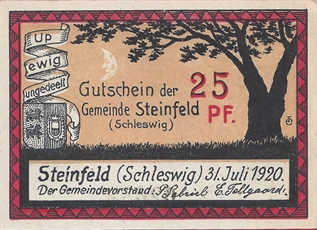 up
ewig
ungedeelt
Gutschein der 25
Gemeinde Steinfeld PF.
(Schleswig)
Steinfeld (Schleswig) 31. Juli 1920.
Der Gemeindevorstand: